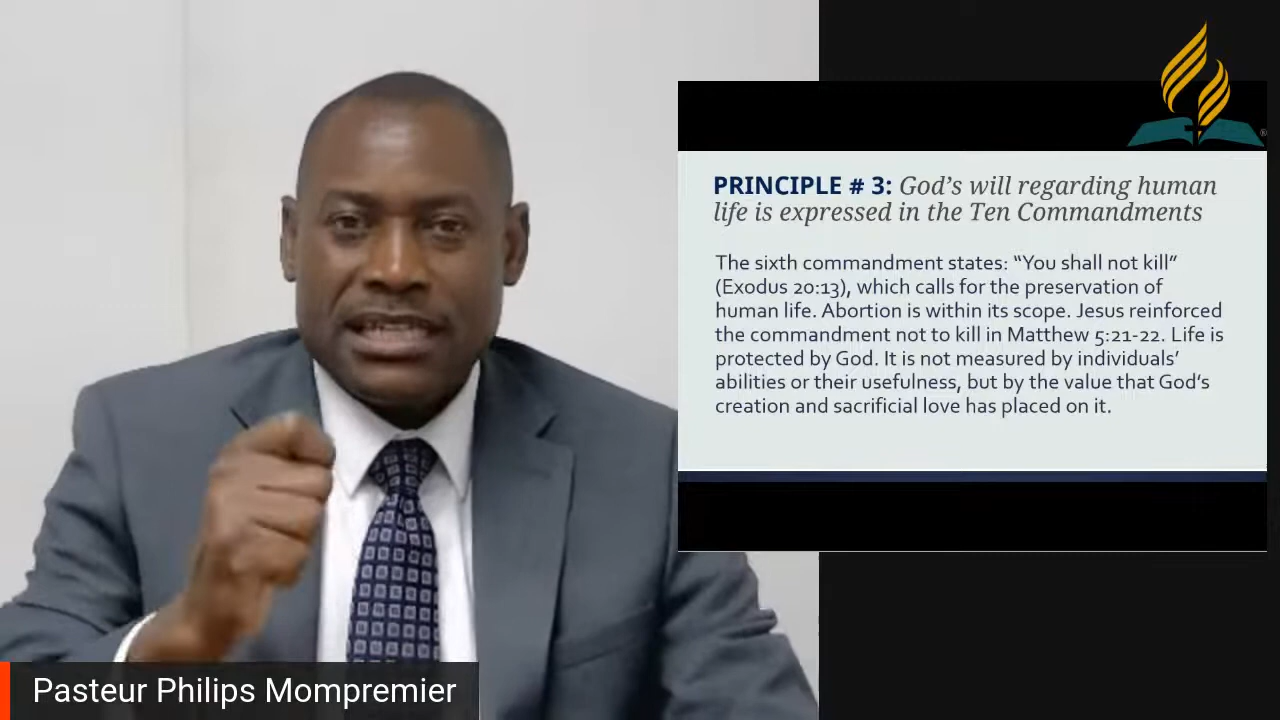 PRINCIPLE # 3: God’s will regarding human
life is expressed in the Ten Commandments
The sixth commandment states: “You shall not kill”
(Exodus 20:13), which calls for the preservation of
human life. Abortion is within its scope. Jesus reinforced
the commandment not to kill in Matthew 5:21-22. Life is
protected by God. It is not measured by individuals’
abilities or their usefulness, but by the value that God’s
creation and sacrificial love has placed on it.
Pasteur Philips Mompremier
®